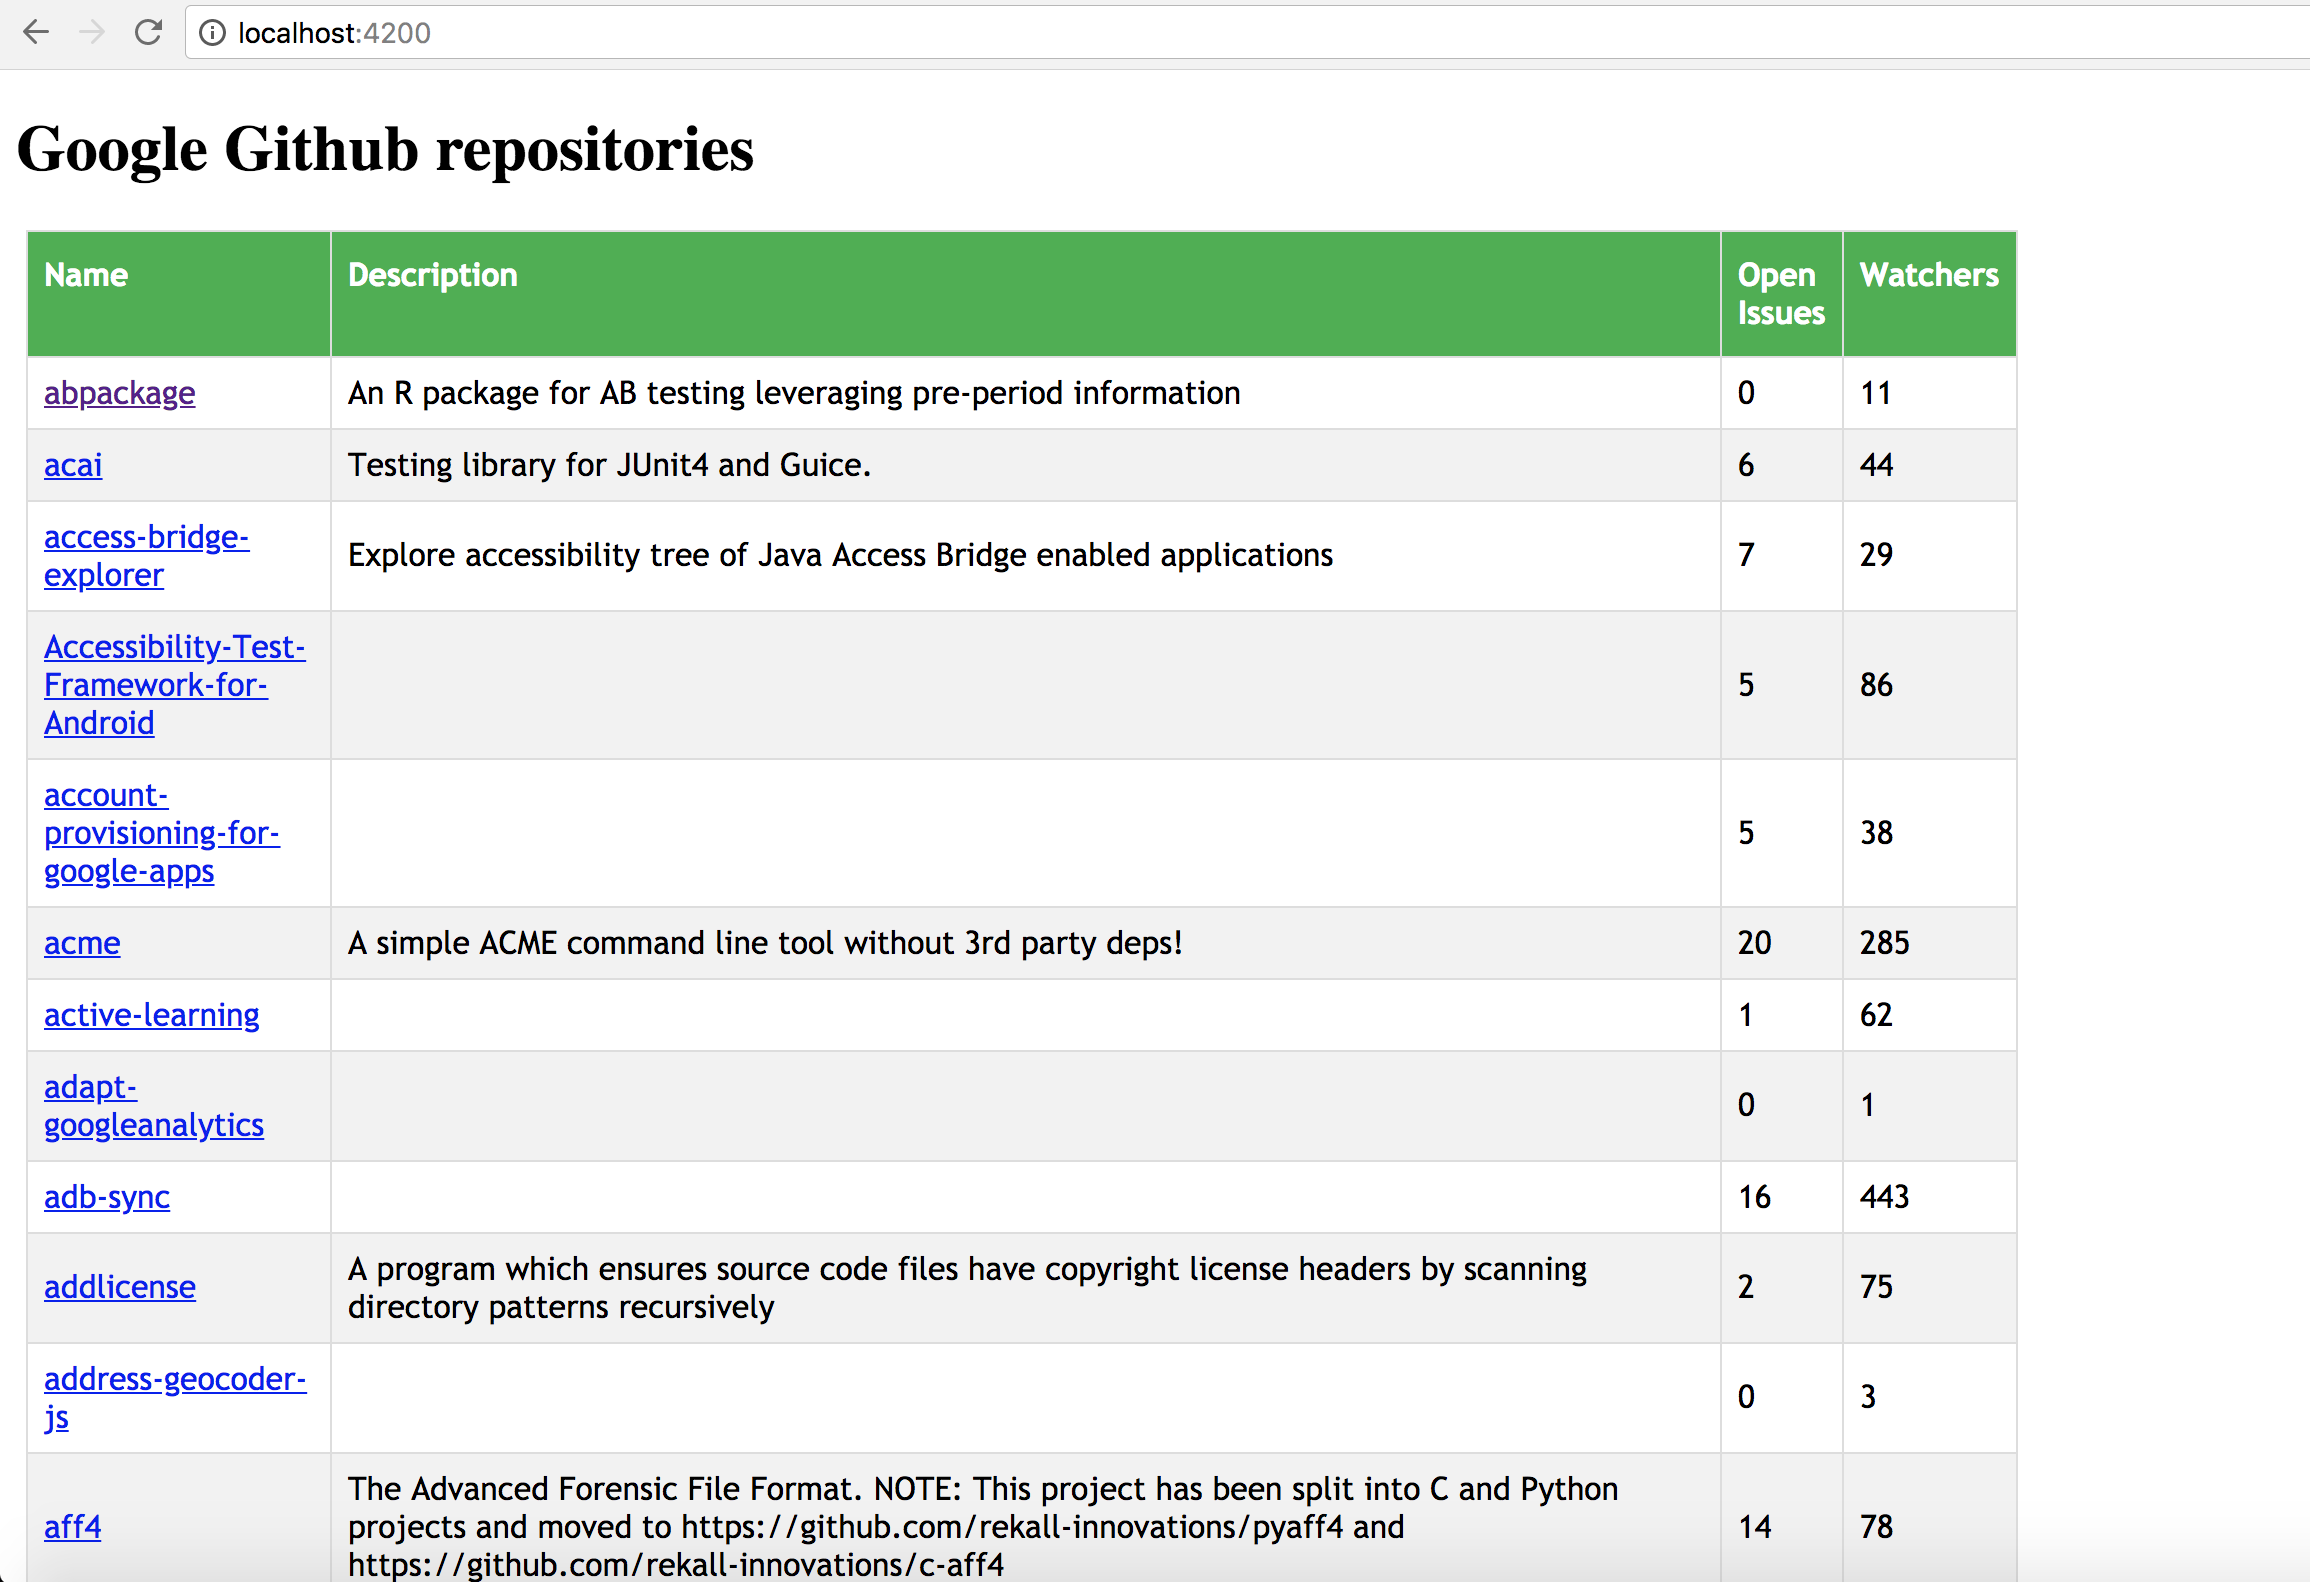 localhost:4200
Google Github repositories
Name Description Open Watchers
Issues
abpackage An R package for AB testing leveraging pre-period information 0 11
acai Testing library for JUnit4 and Guice. 6 44
access-bridge-
explorer Explore accessibility tree of Java Access Bridge enabled applications 7 29
Accessibility-Test-
Framework-for- 5 86
Android
account-
provisioning-for- 5 38
google-apps
acme A simple ACME command line tool without 3rd party deps! 20 285
active-learning 1 62
adapt-
googleanalytics 0 1
adb-sync 16 443
addlicense A program which ensures source code files have copyright license headers by scanning
directory patterns recursively 2 75
address-geocoder-
js 0 3
The Advanced Forensic File Format. NOTE: This project has been split into C and Python
aff4 projects and moved to https://github.com/rekall-innovations/pyaff4 and 14 78
https://github.com/rekall-innovations/c-aff4